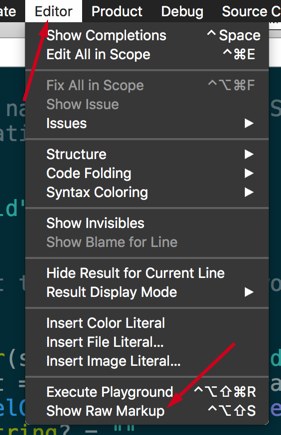 ate Editor Product Debug Source C
Show Completions ^Space
Edit All in Scope ^⌘E
Fix All in Scope ^⌥⌘F
Show Issue
Issues ▶
Structure ▶
Code Folding ▶
Syntax Coloring ▶
Show Invisibles
Show Blame for Line
Hide Result for Current Line
Result Display Mode ▶
Insert Color Literal
Insert File Literal...
Insert Image Literal...
Execute Playground ^⌥⇧⌘R
Show Raw Markup ^⌥⇧S
tring? = ""